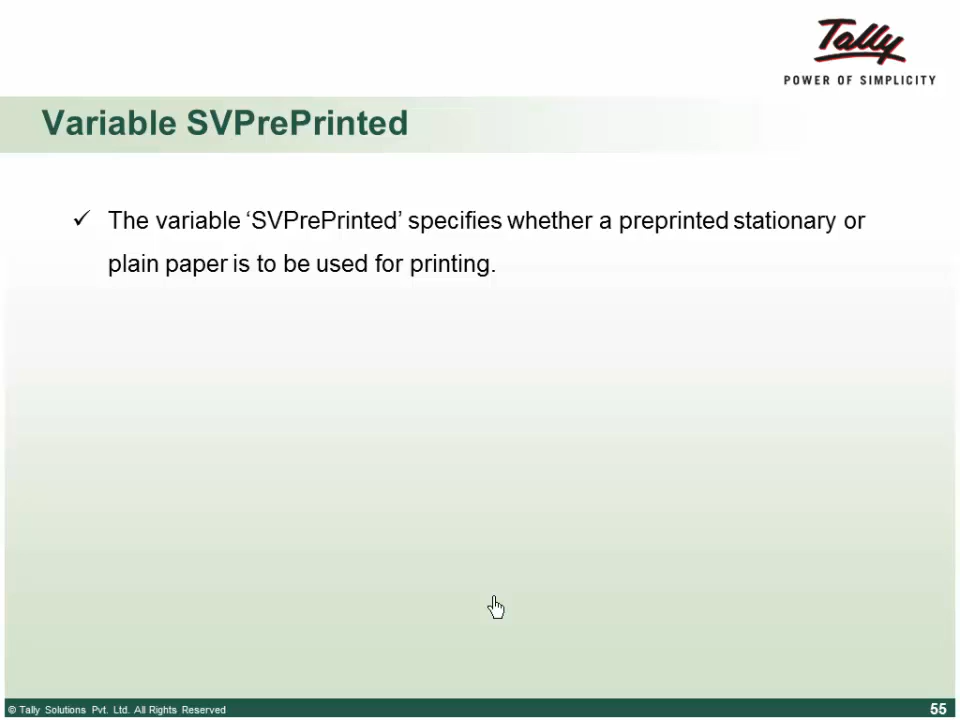 Tally
POWER OF SIMPLICITY
Variable SVPrePrinted
✓ The variable ‘SVPrePrinted’ specifies whether a preprinted stationary or
plain paper is to be used for printing.
© Tally Solutions Pvt. Ltd. All Rights Reserved 55